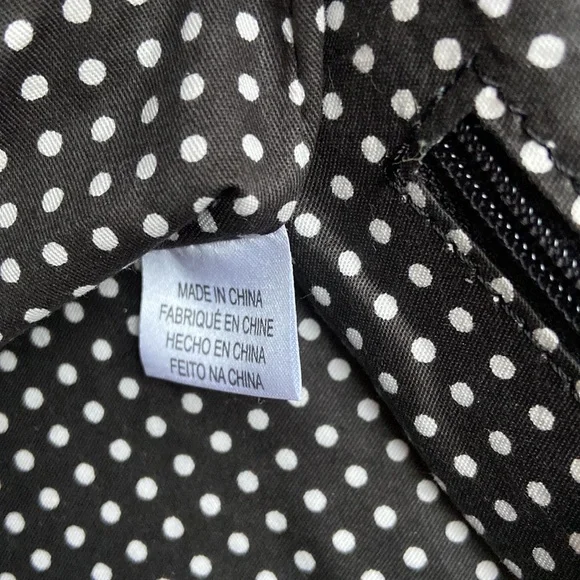 MADE IN CHINA
FABRIQUÉ EN CHINE
HECHO EN CHINA
FEITO NA CHINA